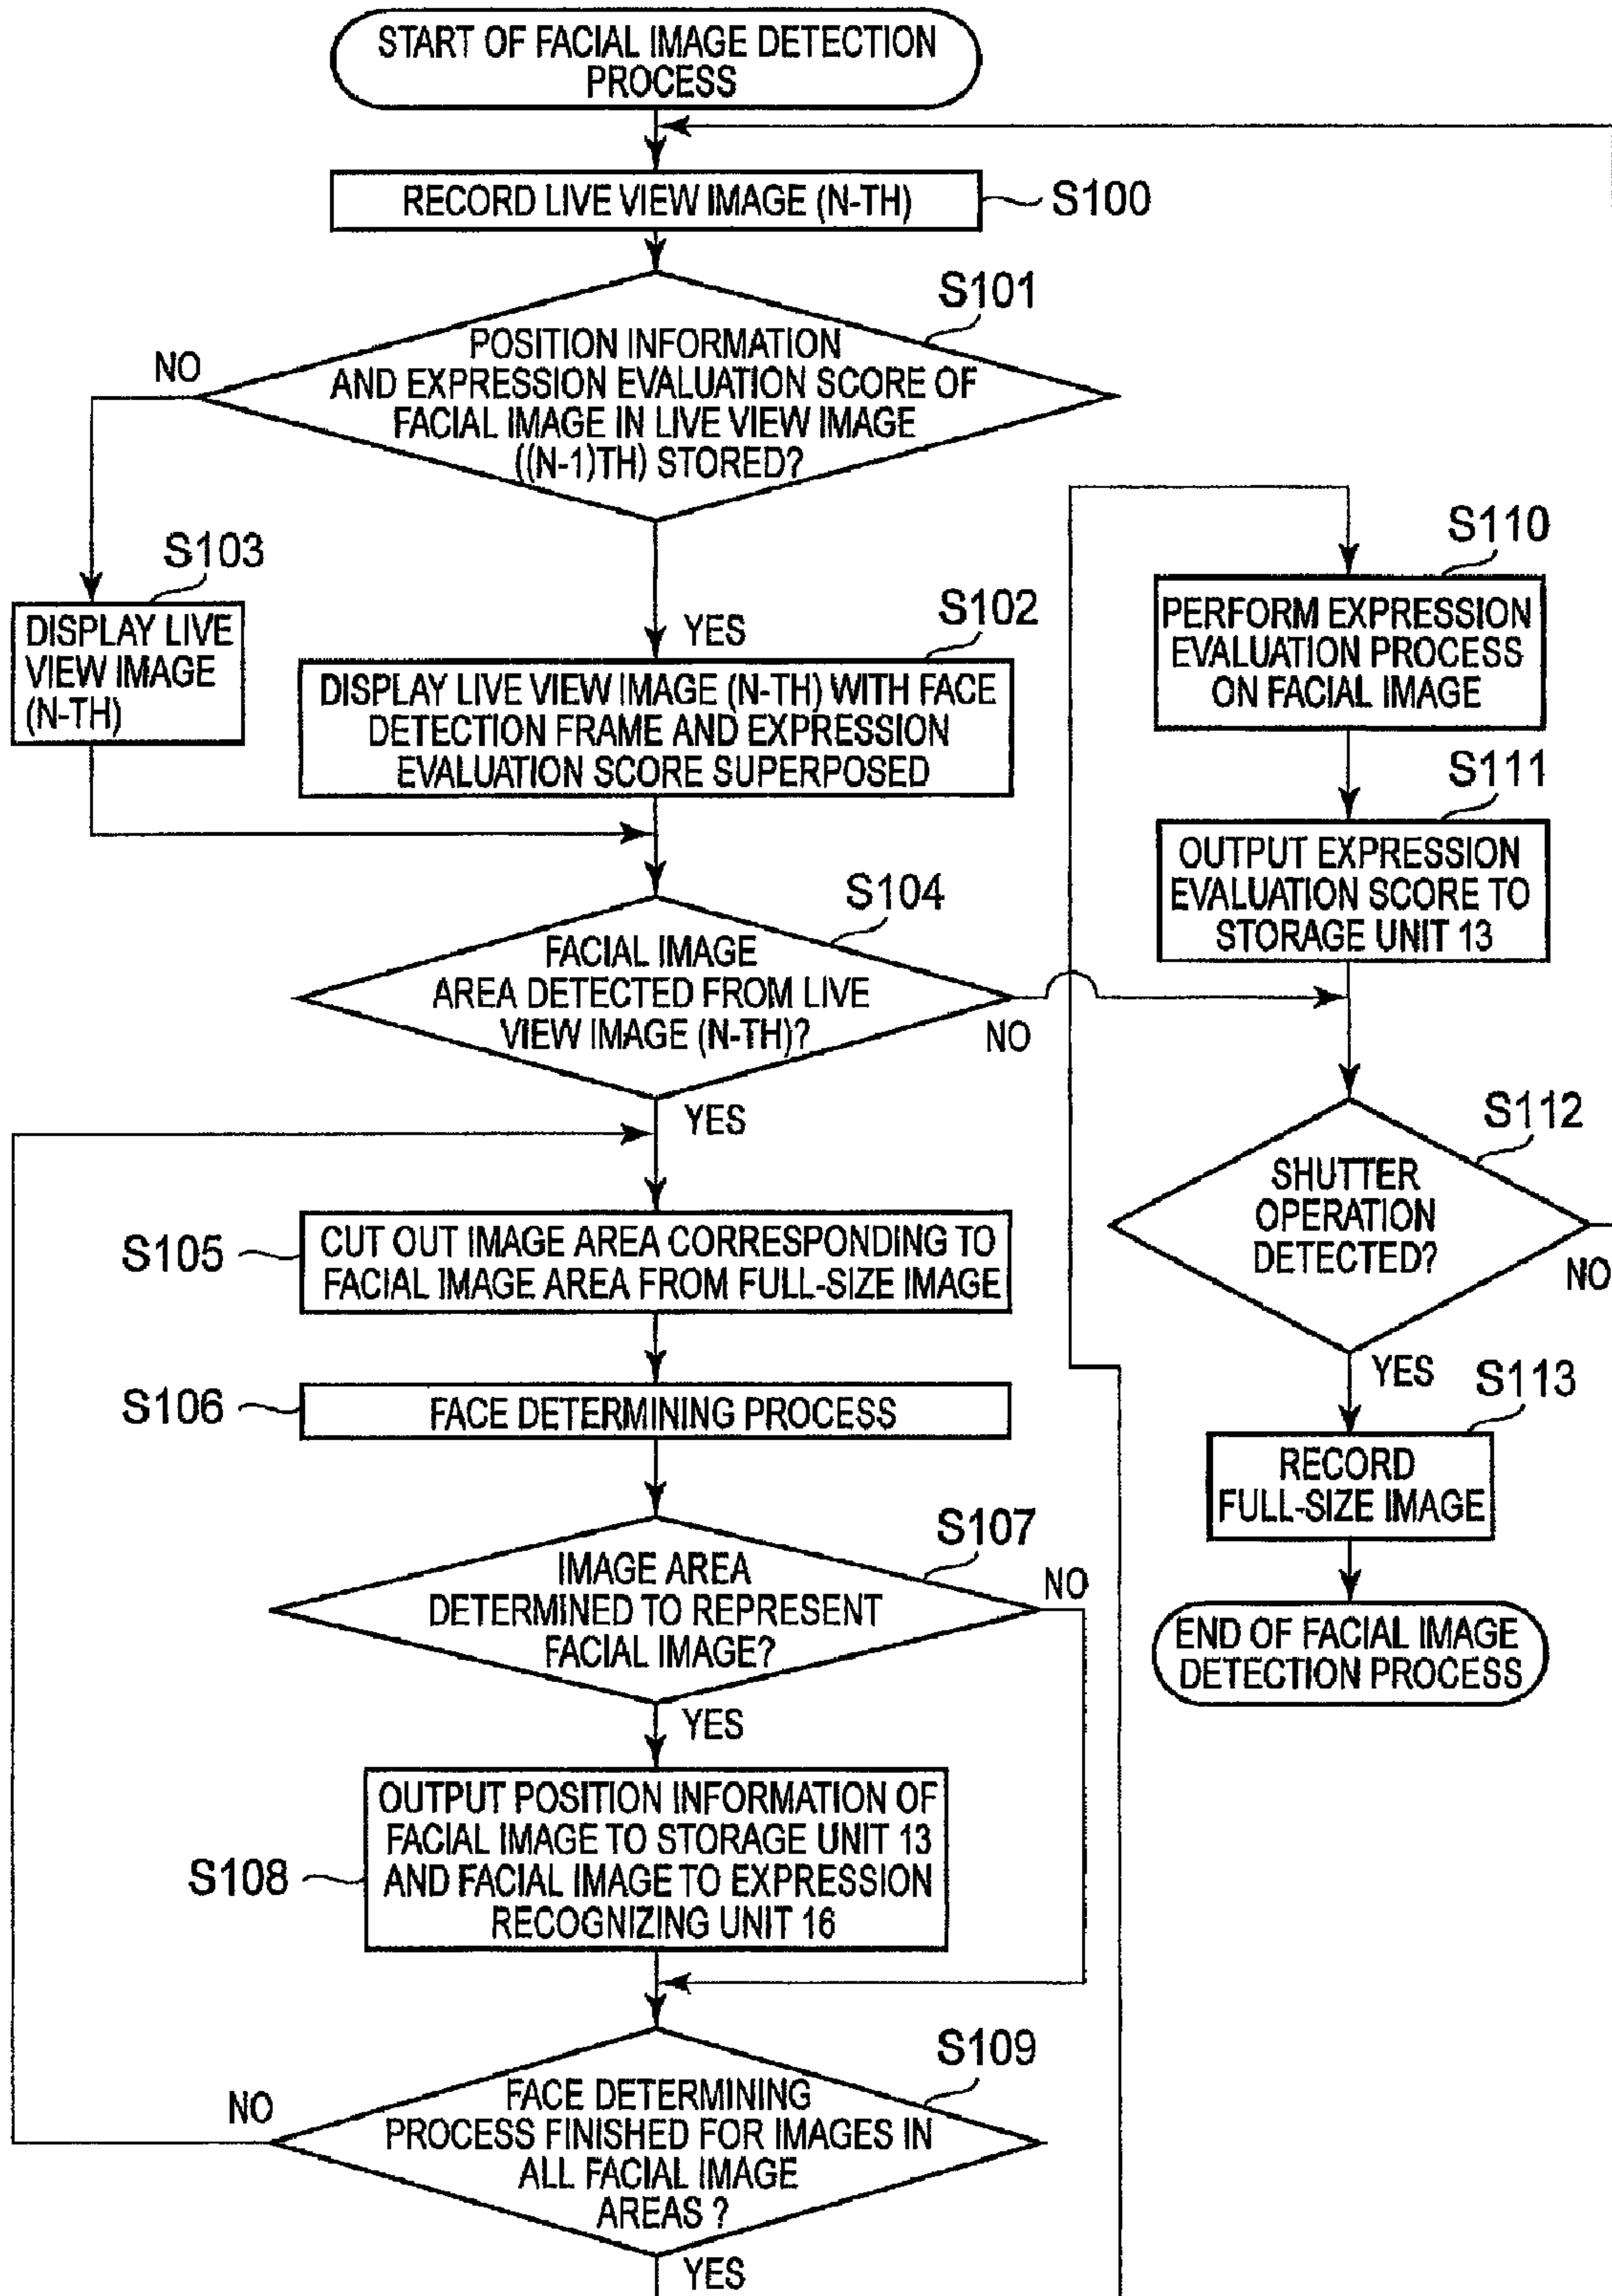 START OF FACIAL IMAGE DETECTION
PROCESS
RECORD LIVE VIEW IMAGE (N-TH)
S100
S101
POSITION INFORMATION
AND EXPRESSION EVALUATION SCORE OF
FACIAL IMAGE IN LIVE VIEW IMAGE
((N-1)TH) STORED?
NO
YES
S103
DISPLAY LIVE
VIEW IMAGE
(N-TH)
S102
DISPLAY LIVE VIEW IMAGE (N-TH) WITH FACE
DETECTION FRAME AND EXPRESSION
EVALUATION SCORE SUPERPOSED
S104
FACIAL IMAGE
AREA DETECTED FROM LIVE
VIEW IMAGE (N-TH)?
NO
YES
S105
CUT OUT IMAGE AREA CORRESPONDING TO
FACIAL IMAGE AREA FROM FULL-SIZE IMAGE
S106
FACE DETERMINING PROCESS
S107
IMAGE AREA
DETERMINED TO REPRESENT
FACIAL IMAGE?
NO
YES
S108
OUTPUT POSITION INFORMATION OF
FACIAL IMAGE TO STORAGE UNIT 13
AND FACIAL IMAGE TO EXPRESSION
RECOGNIZING UNIT 16
S109
FACE DETERMINING
PROCESS FINISHED FOR IMAGES IN
ALL FACIAL IMAGE
AREAS ?
NO
YES
S110
PERFORM EXPRESSION
EVALUATION PROCESS
ON FACIAL IMAGE
S111
OUTPUT EXPRESSION
EVALUATION SCORE TO
STORAGE UNIT 13
S112
SHUTTER
OPERATION
DETECTED?
NO
YES
S113
RECORD
FULL-SIZE IMAGE
END OF FACIAL IMAGE
DETECTION PROCESS